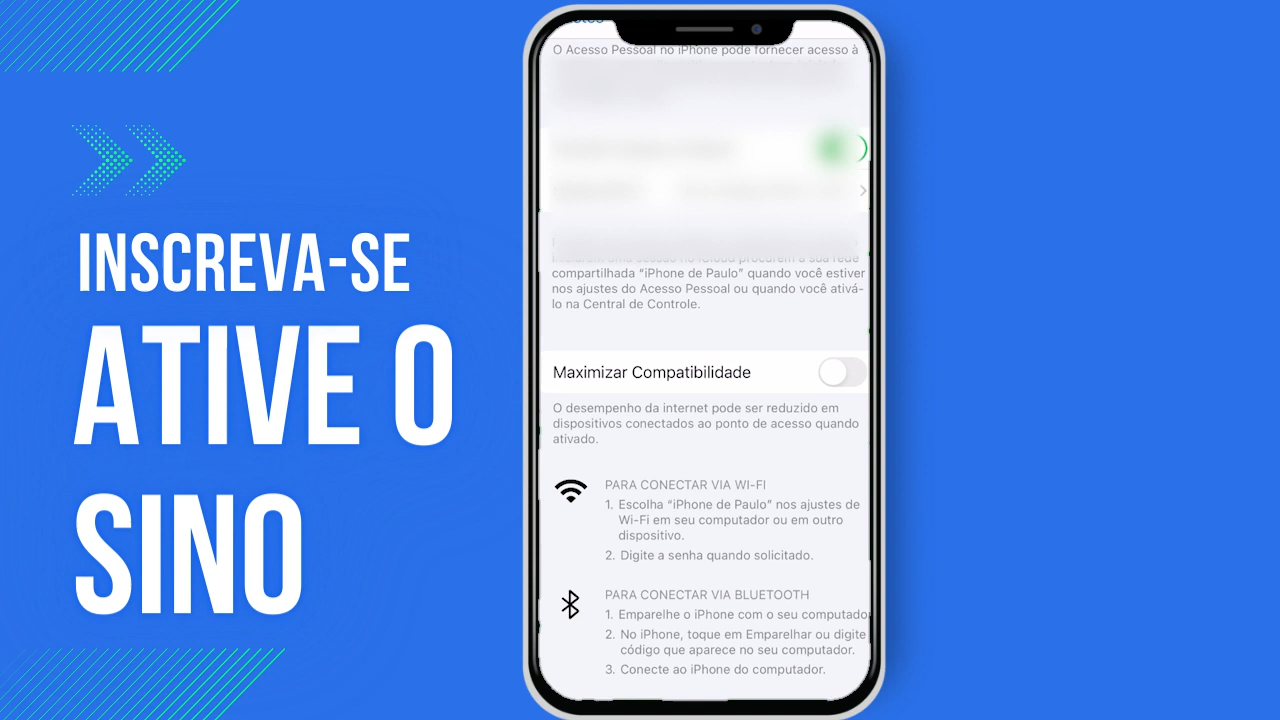 INSCREVA-SE
ATIVE O
SINO
O Acesso Pessoal no iPhone pode fornecer acesso à
compartilhada “iPhone de Paulo” quando você estiver
nos ajustes do Acesso Pessoal ou quando você ativá-
lo na Central de Controle.
Maximizar Compatibilidade
O desempenho da internet pode ser reduzido em
dispositivos conectados ao ponto de acesso quando
ativado.
PARA CONECTAR VIA WI-FI
1. Escolha “iPhone de Paulo” nos ajustes de
Wi-Fi em seu computador ou em outro
dispositivo.
2. Digite a senha quando solicitado.
PARA CONECTAR VIA BLUETOOTH
1. Emparelhe o iPhone com o seu computador
2. No iPhone, toque em Emparelhar ou digite
código que aparece no seu computador.
3. Conecte ao iPhone do computador.